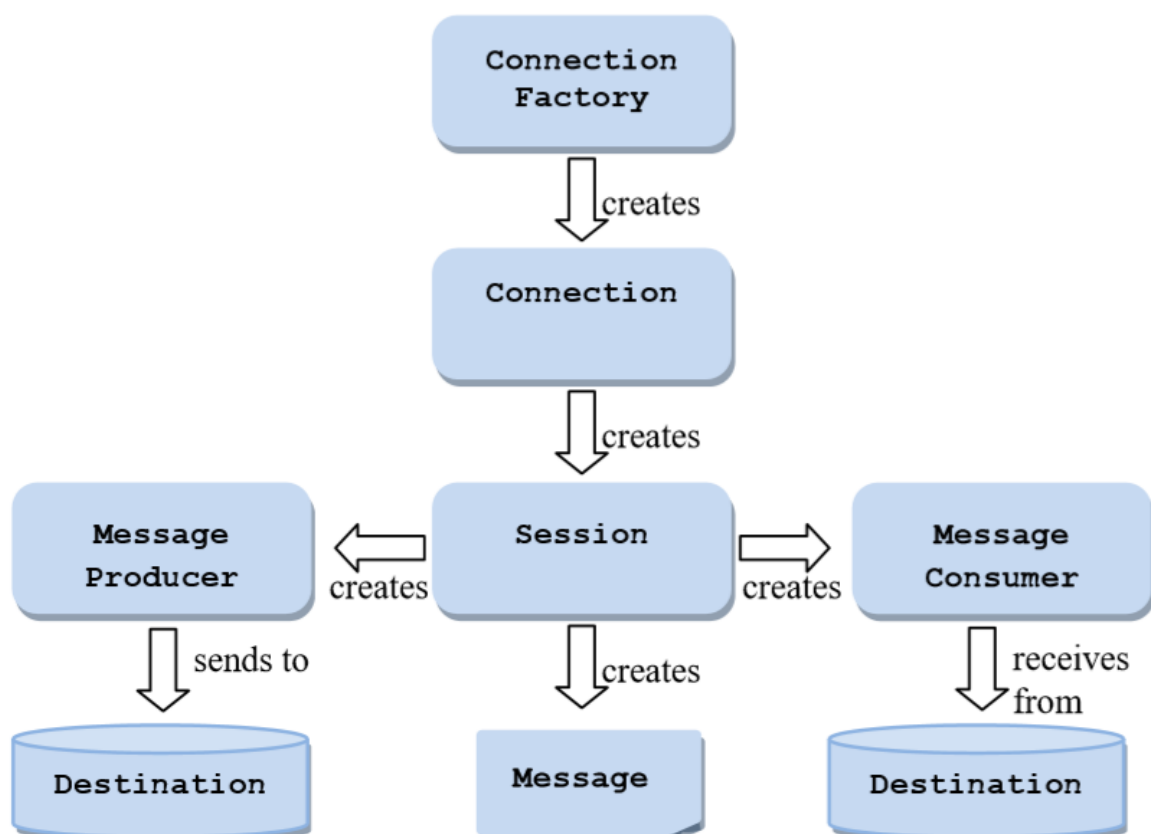 Connection
Factory
creates
Connection
creates
Message
Producer
creates
Session
creates
Message
Consumer
sends to
creates
receives
from
Destination
Message
Destination